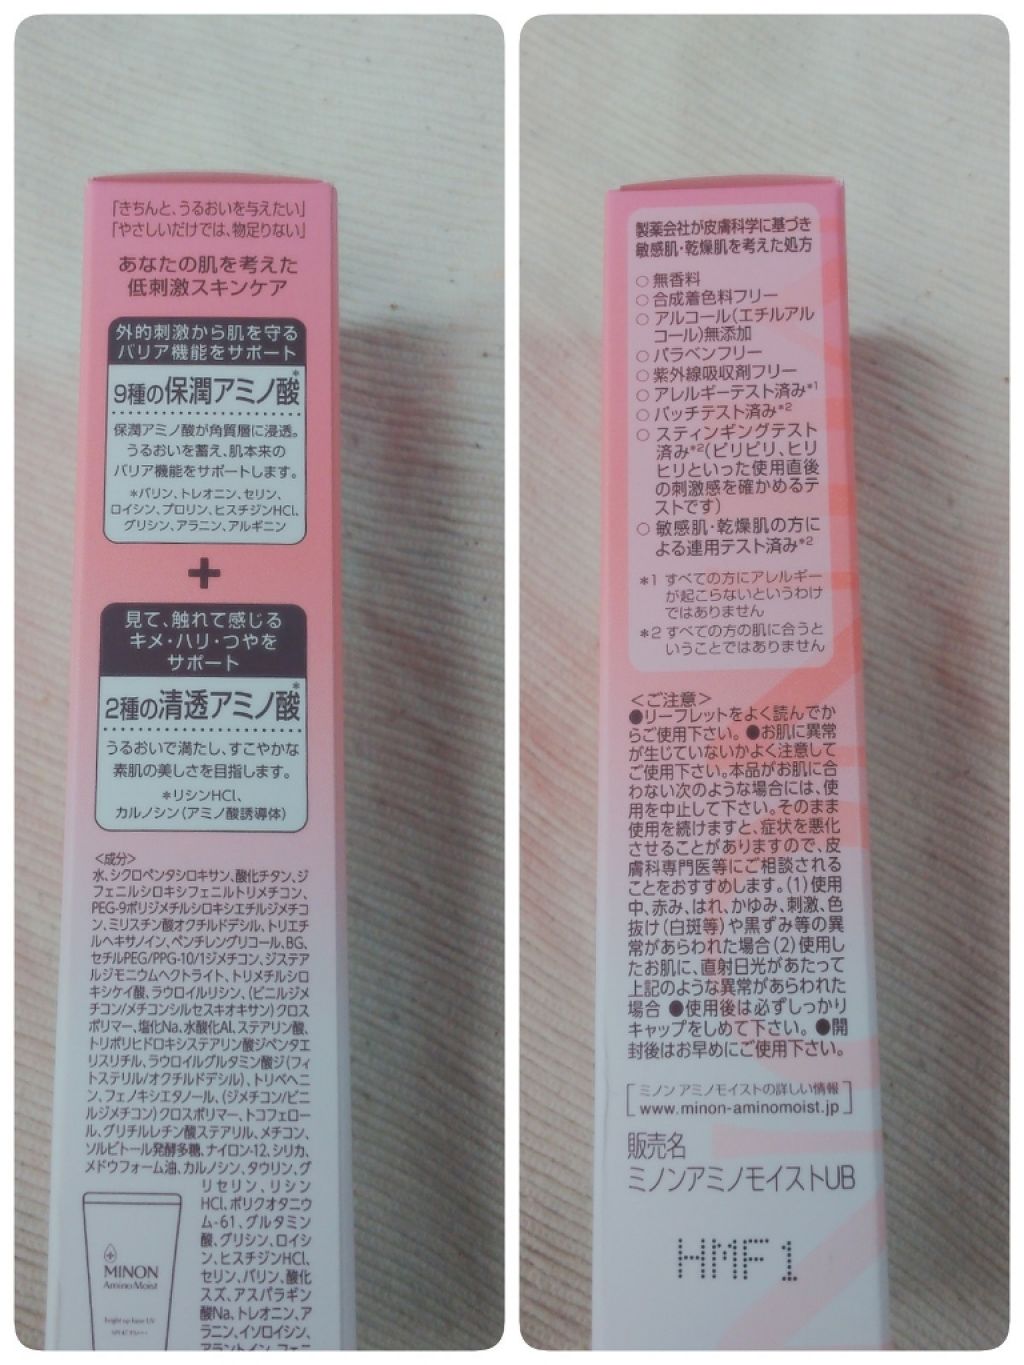 「きちんと、うるおいを与えたい」
「やさしいだけでは、物足りない」
あなたの肌を考えた
低刺激スキンケア
外的刺激から肌を守る
バリア機能をサポート
9種の保潤アミノ酸*
保潤アミノ酸が角質層に浸透。
うるおいを蓄え、肌本来の
バリア機能をサポートします。
*バリン、トレオニン、セリン、
ロイシン、プロリン、ヒスチジンHCl、
グリシン、アラニン、アルギニン
+
見て、触れて感じる
キメ・ハリ・つやを
サポート
2種の清透アミノ酸*
うるおいで満たし、すこやかな
素肌の美しさを目指します。
*リシンHCl、
カルノシン(アミノ酸誘導体)
<成分>
水、シクロペンタシロキサン、酸化チタン、ジ
フェニルシロキシフェニルトリメチコン、
PEG-9ポリジメチルシロキシエチルジメチコ
ン、ミリスチン酸オクチルドデシル、トリエチ
ルヘキサノイン、ペンチレングリコール、BG、
セチルPEG/PPG-10/1ジメチコン、ジステア
ルジモニウムヘクトライト、トリメチルシロ
キシケイ酸、ラウロイルリシン、(ビニルジメ
チコン/メチコンシルセスキオキサン)クロス
ポリマー、塩化Na、水酸化Al、ステアリン酸、
トリポリヒドロキシステアリン酸ジペンタエ
リスリチル、ラウロイルグルタミン酸ジ(フィ
トステリル/オクチルドデシル)、トリベヘニ
ン、フェノキシエタノール、(ジメチコン/ビニ
ルジメチコン)クロスポリマー、トコフェロー
ル、グリチルレチン酸ステアリル、メチコン、
ソルビトール発酵多糖、ナイロン-12、シリカ、
メドウフォーム油、カルノシン、タウリン、グ
リセリン、リシン
HCl、ポリクオタニウ
ム-61、グルタミン
酸、グリシン、ロイシ
ン、ヒスチジンHCl、
セリン、バリン、酸化
スズ、アスパラギン
酸Na、トレオニン、ア
ラニン、イソロイシン、
アラントイン、フェニ
MINON
Amino Moist
bright up base UV
SPF47 PA+++
製薬会社が皮膚科学に基づき
敏感肌・乾燥肌を考えた処方
○ 無香料
○ 合成着色料フリー
○ アルコール(エチルアル
コール)無添加
○ パラベンフリー
○ 紫外線吸収剤フリー
○ アレルギーテスト済み*1
○ パッチテスト済み*2
○ スティンギングテスト
済み*2(ピリピリ、ヒリ
ヒリといった使用直後
の刺激感を確かめるテ
ストです)
○ 敏感肌・乾燥肌の方に
よる連用テスト済み*2
*1 すべての方にアレルギー
が起こらないというわけ
ではありません
*2 すべての方の肌に合うと
いうことではありません
<ご注意>
●リーフレットをよく読んでか
らご使用下さい。●お肌に異常
が生じていないかよく注意して
ご使用下さい。本品がお肌に合
わない次のような場合には、使
用を中止して下さい。そのまま
使用を続けますと、症状を悪化
させることがありますので、皮
膚科専門医等にご相談される
ことをおすすめします。(1)使用
中、赤み、はれ、かゆみ、刺激、色
抜け(白斑等)や黒ずみ等の異
常があらわれた場合(2)使用し
たお肌に、直射日光があたって
上記のような異常があらわれた
場合 ●使用後は必ずしっかり
キャップをしめて下さい。●開
封後はお早めにご使用下さい。
ミノン アミノモイストの詳しい情報
www.minon-aminomoist.jp
販売名
ミノンアミノモイストUB
HMF1